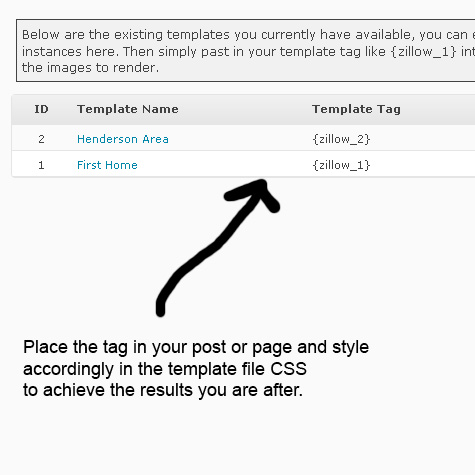 Below are the existing templates you currently have available, you can
instances here. Then simply past in your template tag like {zillow_1}
the images to render.
ID Template Name Template Tag
2 Henderson Area {zillow_2}
1 First Home {zillow_1}
Place the tag in your post or page and style
accordingly in the template file CSS
to achieve the results you are after.